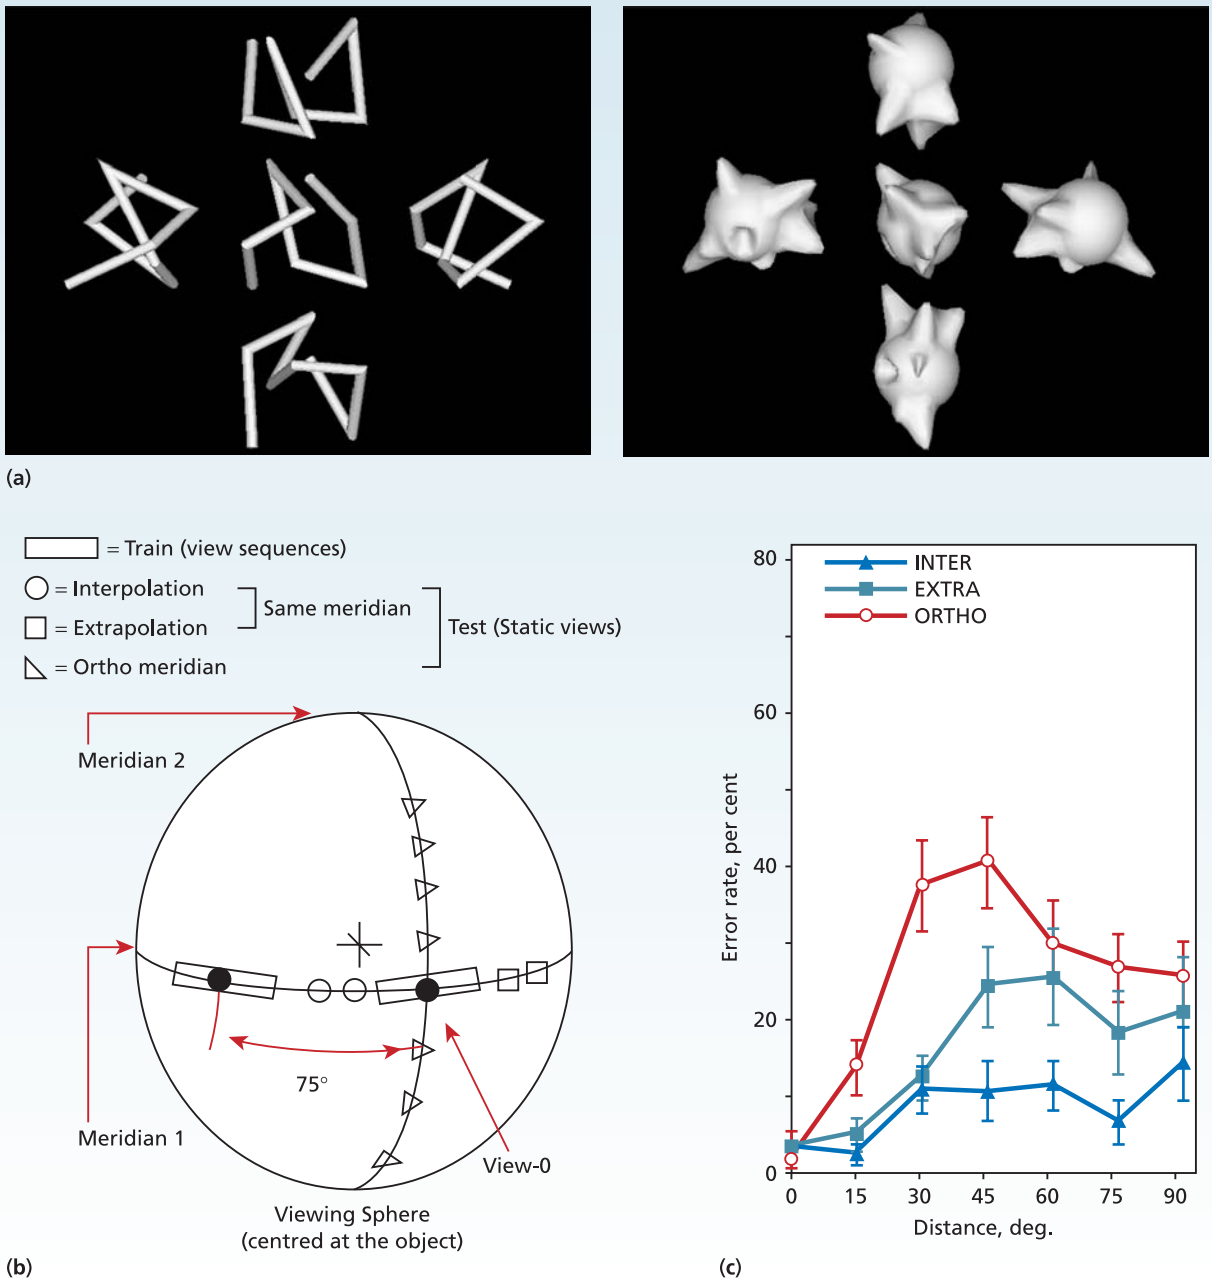 (a)
= Train (view sequences)
= Interpolation
= Extrapolation
Same meridian
Test (Static views)
= Ortho meridian
Meridian 2
75°
Meridian 1
View-0
Viewing Sphere
(centred at the object)
(b)
INTER
EXTRA
ORTHO
80
60
40
20
0
Error rate, per cent
0 15 30 45 60 75 90
Distance, deg.
(c)